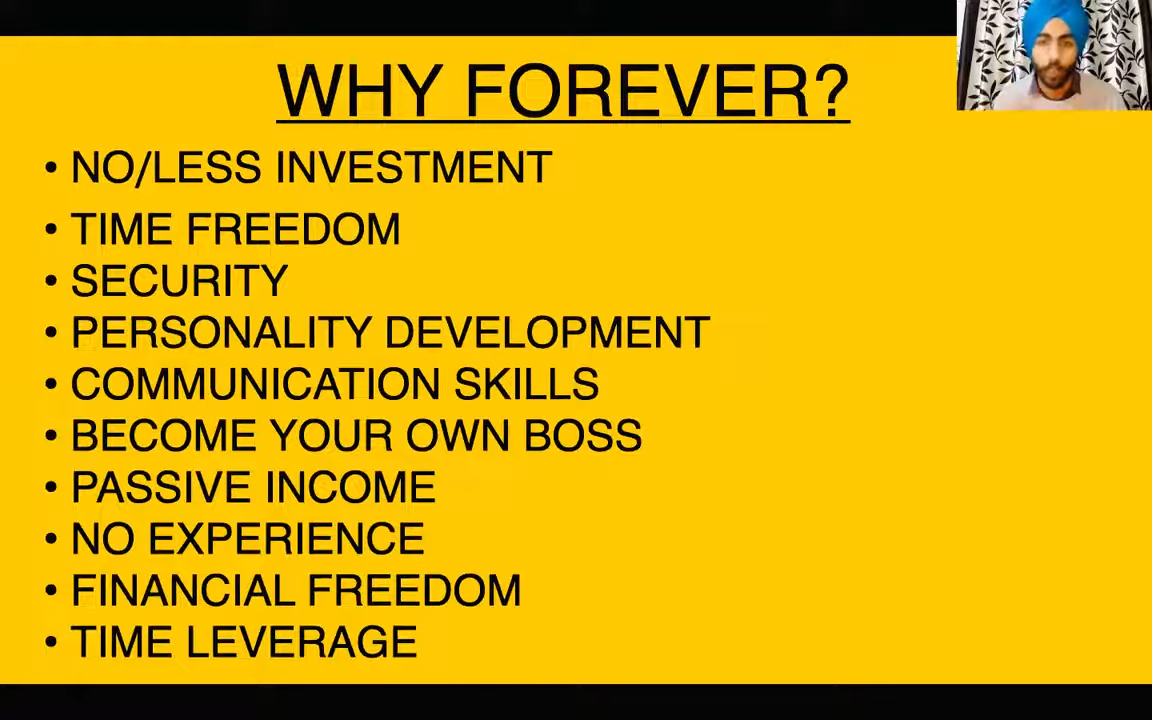 WHY FOREVER?
• NO/LESS INVESTMENT
• TIME FREEDOM
• SECURITY
• PERSONALITY DEVELOPMENT
• COMMUNICATION SKILLS
• BECOME YOUR OWN BOSS
• PASSIVE INCOME
• NO EXPERIENCE
• FINANCIAL FREEDOM
• TIME LEVERAGE